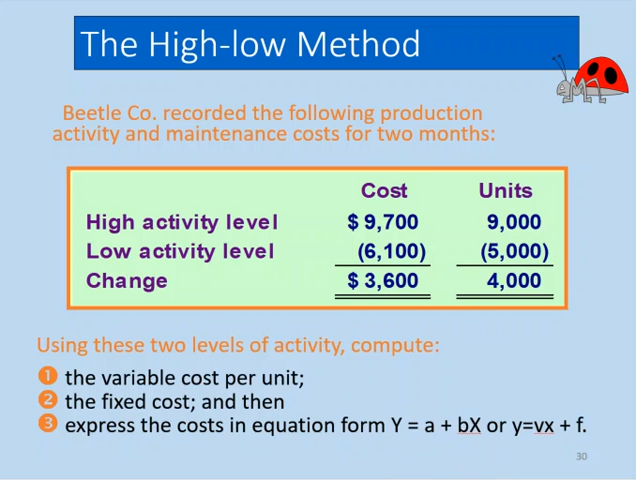 The High-low Method
Beetle Co. recorded the following production
activity and maintenance costs for two months:
Cost Units
High activity level $ 9,700 9,000
Low activity level (6,100) (5,000)
Change $ 3,600 4,000
Using these two levels of activity, compute:
❶ the variable cost per unit;
❷ the fixed cost; and then
❸ express the costs in equation form Y = a + bX or y=vx + f.
30